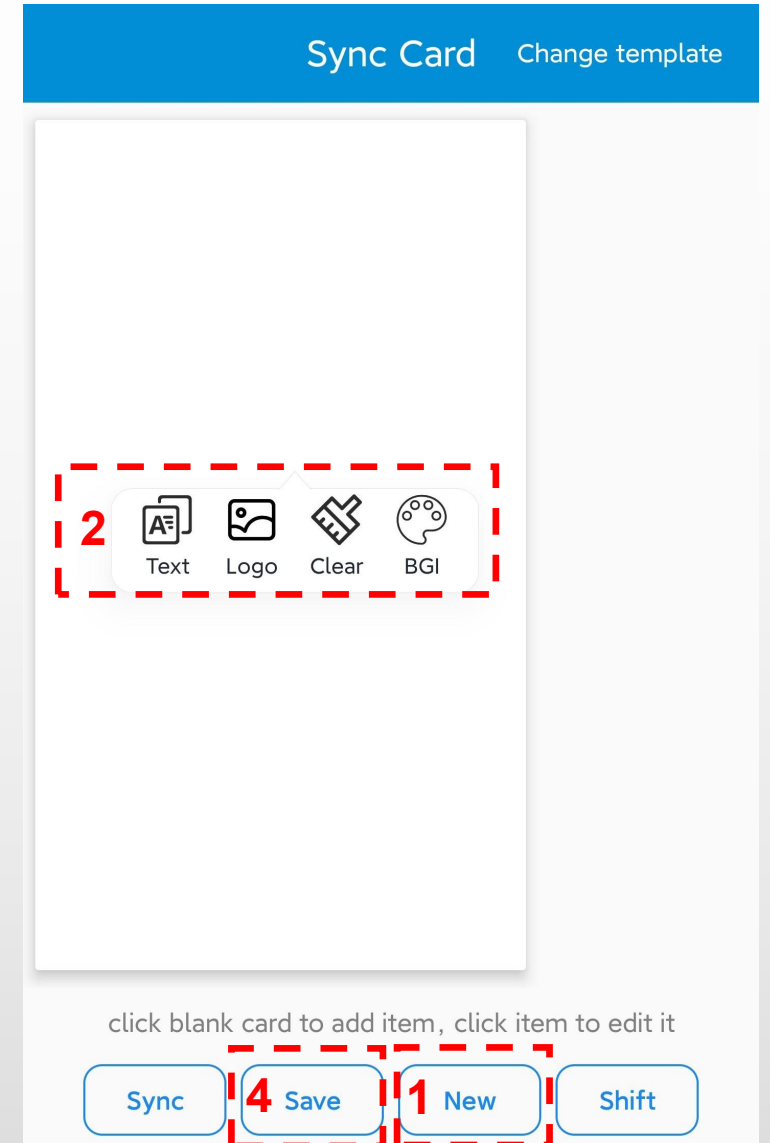 Sync Card Change template
2
Text Logo Clear BGI
click blank card to add item, click item to edit it
Sync 4 Save 1 New Shift